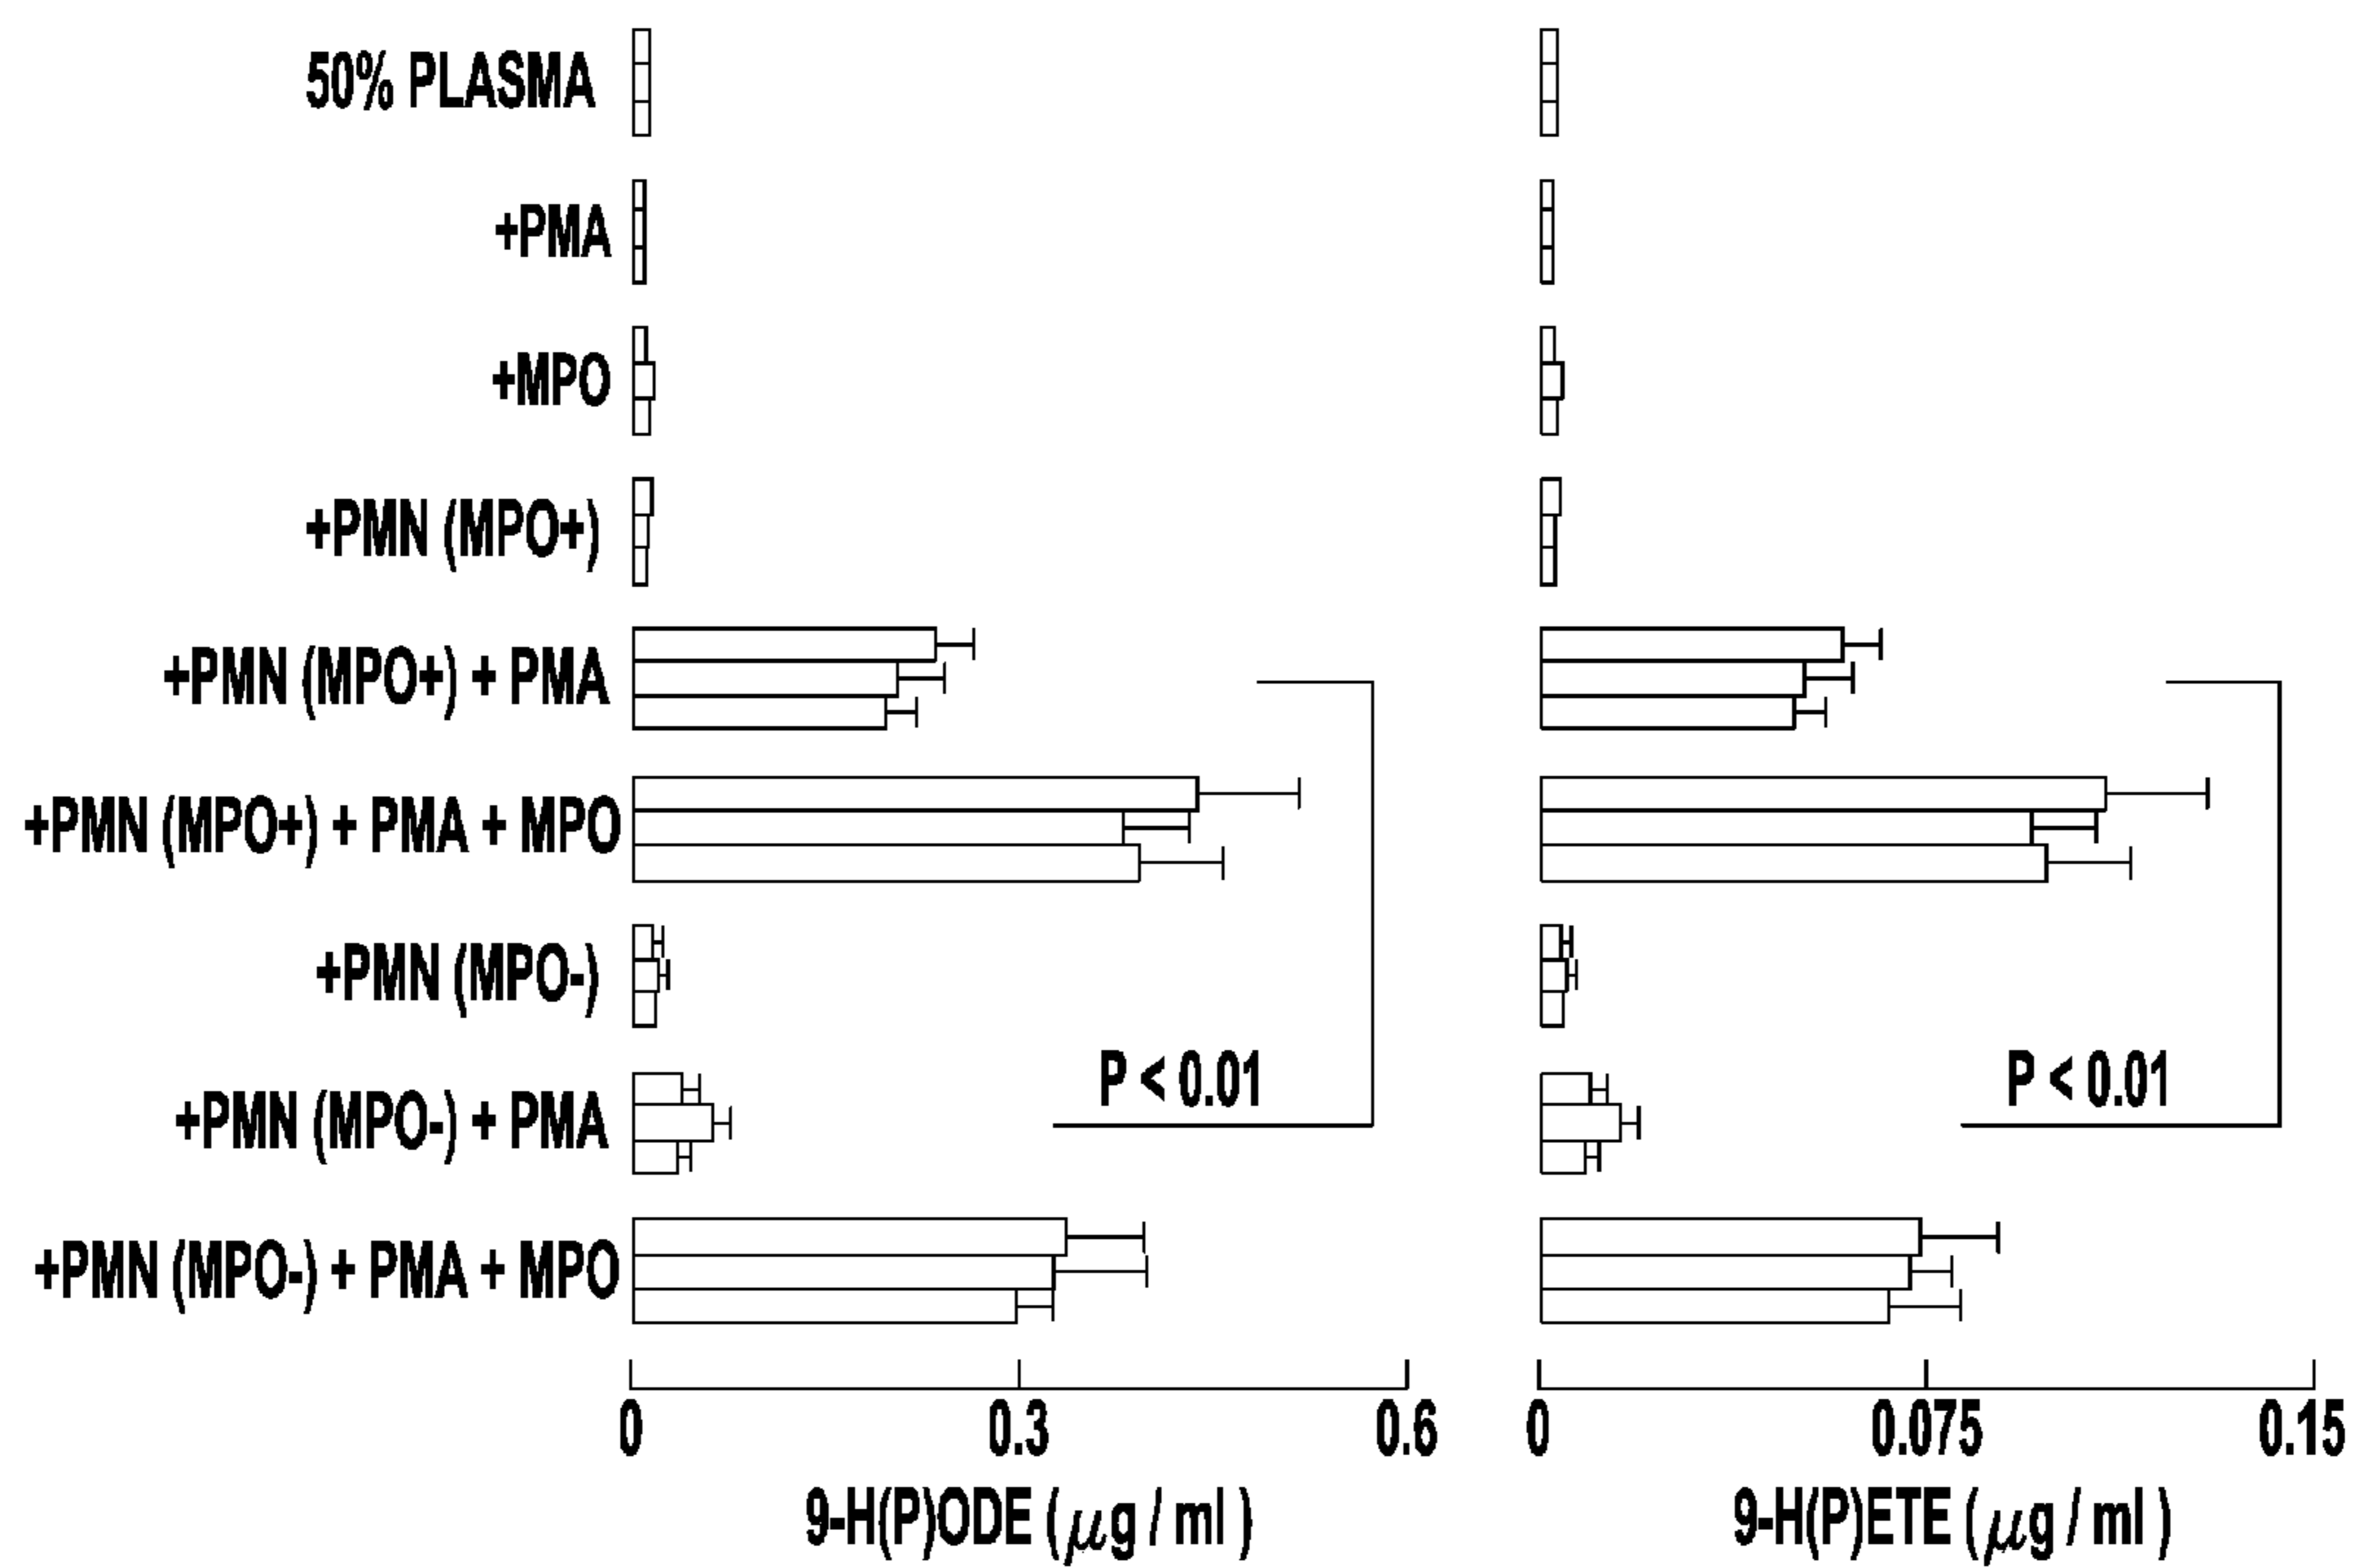 50% PLASMA
+PMA
+MPO
+PMN (MPO+)
+PMN (MPO+) + PMA
+PMN (MPO+) + PMA + MPO
+PMN (MPO-)
+PMN (MPO-) + PMA
+PMN (MPO-) + PMA + MPO
P < 0.01
P < 0.01
0 0.3 0.6
0 0.075 0.15
9-H(P)ODE (μg / ml )
9-H(P)ETE (μg / ml )